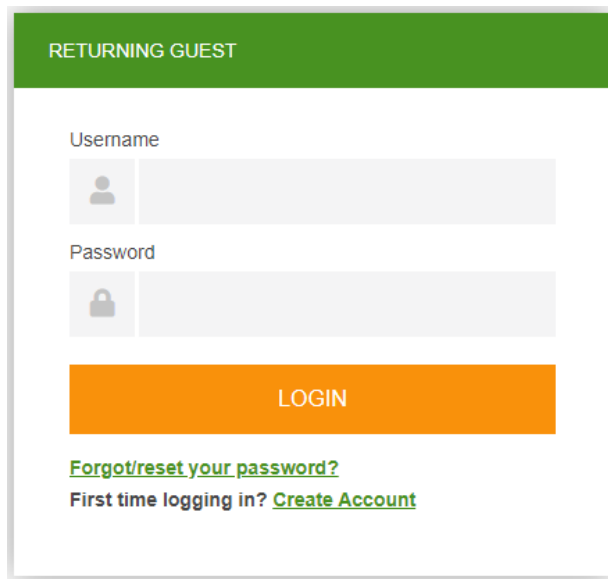 RETURNING GUEST
Username
Password
LOGIN
Forgot/reset your password?
First time logging in? Create Account